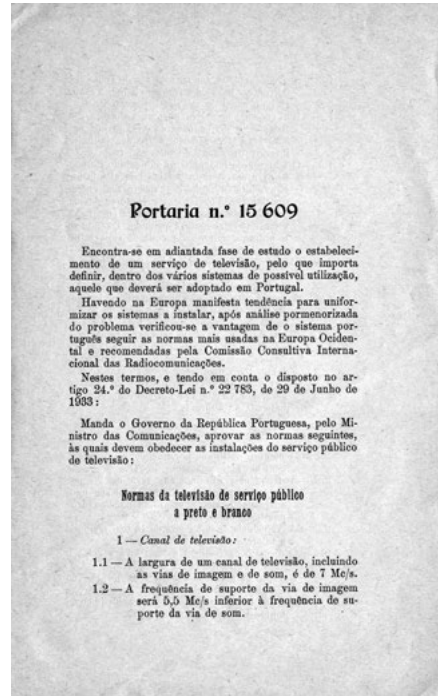 Portaria n.º 15 609
Encontra-se em adiantada fase de estudo o estabeleci-
mento de um serviço de televisão, pelo que importa
definir, dentro dos vários sistemas de possível utilização,
aquele que deverá ser adoptado em Portugal.
Havendo na Europa manifesta tendência para unifor-
mizar os sistemas a instalar, após análise pormenorizada
do problema verificou-se a vantagem de o sistema por-
tuguês seguir as normas mais usadas na Europa Ociden-
tal e recomendadas pela Comissão Consultiva Interna-
cional das Radiocomunicações.
Nestes termos, e tendo em conta o disposto no ar-
tigo 24.º do Decreto-Lei n.º 22 783, de 29 de Junho de
1933:
Manda o Governo da República Portuguesa, pelo Mi-
nistro das Comunicações, aprovar as normas seguintes,
às quais devem obedecer as instalações do serviço público
de televisão:
Normas da televisão de serviço público
a preto e branco
1 — Canal de televisão:
1.1 — A largura de um canal de televisão, incluindo
as vias de imagem e de som, é de 7 Mc/s.
1.2 — A frequência de suporte da via de imagem
será 5,5 Mc/s inferior à frequência de su-
porte da via de som.